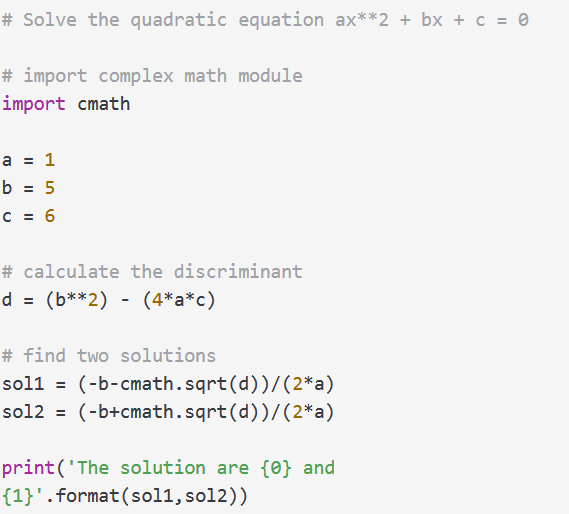 # Solve the quadratic equation ax**2 + bx + c = 0
# import complex math module
import cmath
a = 1
b = 5
c = 6
# calculate the discriminant
d = (b**2) - (4*a*c)
# find two solutions
sol1 = (-b-cmath.sqrt(d))/(2*a)
sol2 = (-b+cmath.sqrt(d))/(2*a)
print('The solution are {0} and
{1}'.format(sol1,sol2))